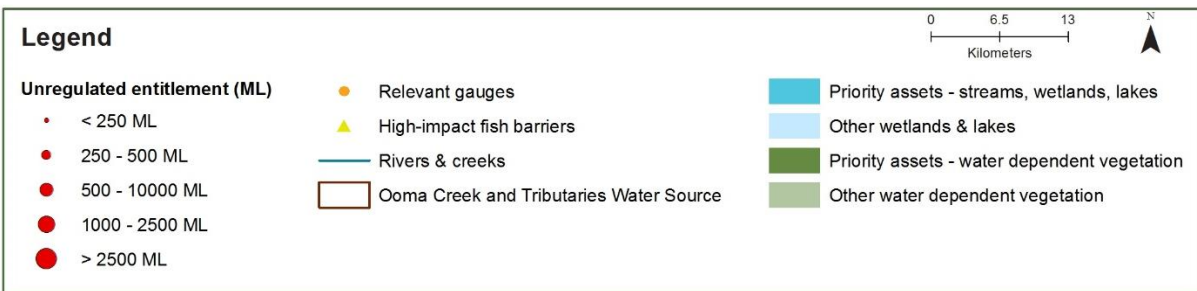 Legend
0 6.5 13
Kilometers
N
Unregulated entitlement (ML)
< 250 ML
250 - 500 ML
500 - 10000 ML
1000 - 2500 ML
> 2500 ML
Relevant gauges
High-impact fish barriers
Rivers & creeks
Ooma Creek and Tributaries Water Source
Priority assets - streams, wetlands, lakes
Other wetlands & lakes
Priority assets - water dependent vegetation
Other water dependent vegetation